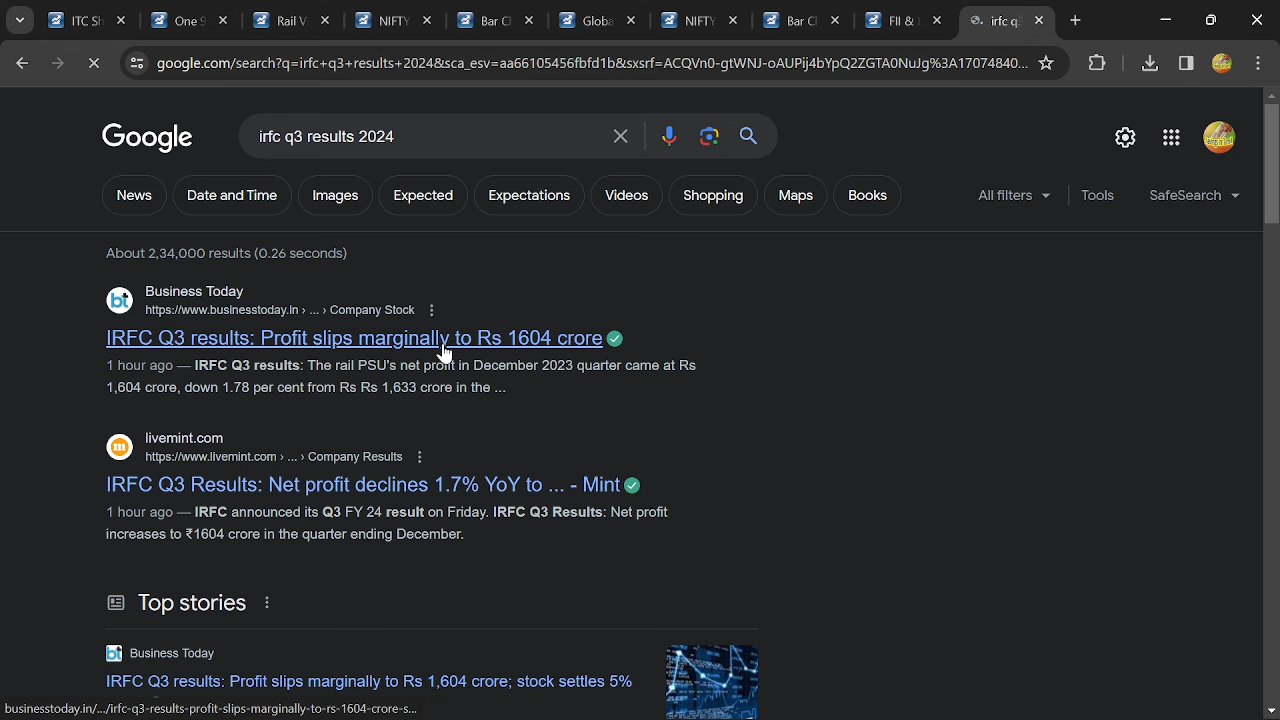 ITC Sh
One 9
Rail V
NIFTY
Bar Cl
Globa
NIFTY
Bar Cl
FII &
irfc q
google.com/search?q=irfc+q3+results+2024&sca_esv=aa66105456fbfd1b&sxsrf=ACQVn0-gtWNJ-oAUPij4bYpQ2ZGTA0NuJg%3A17074840...
Google
irfc q3 results 2024
News
Date and Time
Images
Expected
Expectations
Videos
Shopping
Maps
Books
All filters
Tools
SafeSearch
About 2,34,000 results (0.26 seconds)
bt
Business Today
https://www.businesstoday.in › ... › Company Stock
IRFC Q3 results: Profit slips marginally to Rs 1604 crore
1 hour ago — IRFC Q3 results: The rail PSU's net profit in December 2023 quarter came at Rs
1,604 crore, down 1.78 per cent from Rs Rs 1,633 crore in the ...
m
livemint.com
https://www.livemint.com › ... › Company Results
IRFC Q3 Results: Net profit declines 1.7% YoY to ... - Mint
1 hour ago — IRFC announced its Q3 FY 24 result on Friday. IRFC Q3 Results: Net profit
increases to ₹1604 crore in the quarter ending December.
Top stories
bt
Business Today
IRFC Q3 results: Profit slips marginally to Rs 1,604 crore; stock settles 5%
businesstoday.in/.../irfc-q3-results-profit-slips-marginally-to-rs-1604-crore-s...